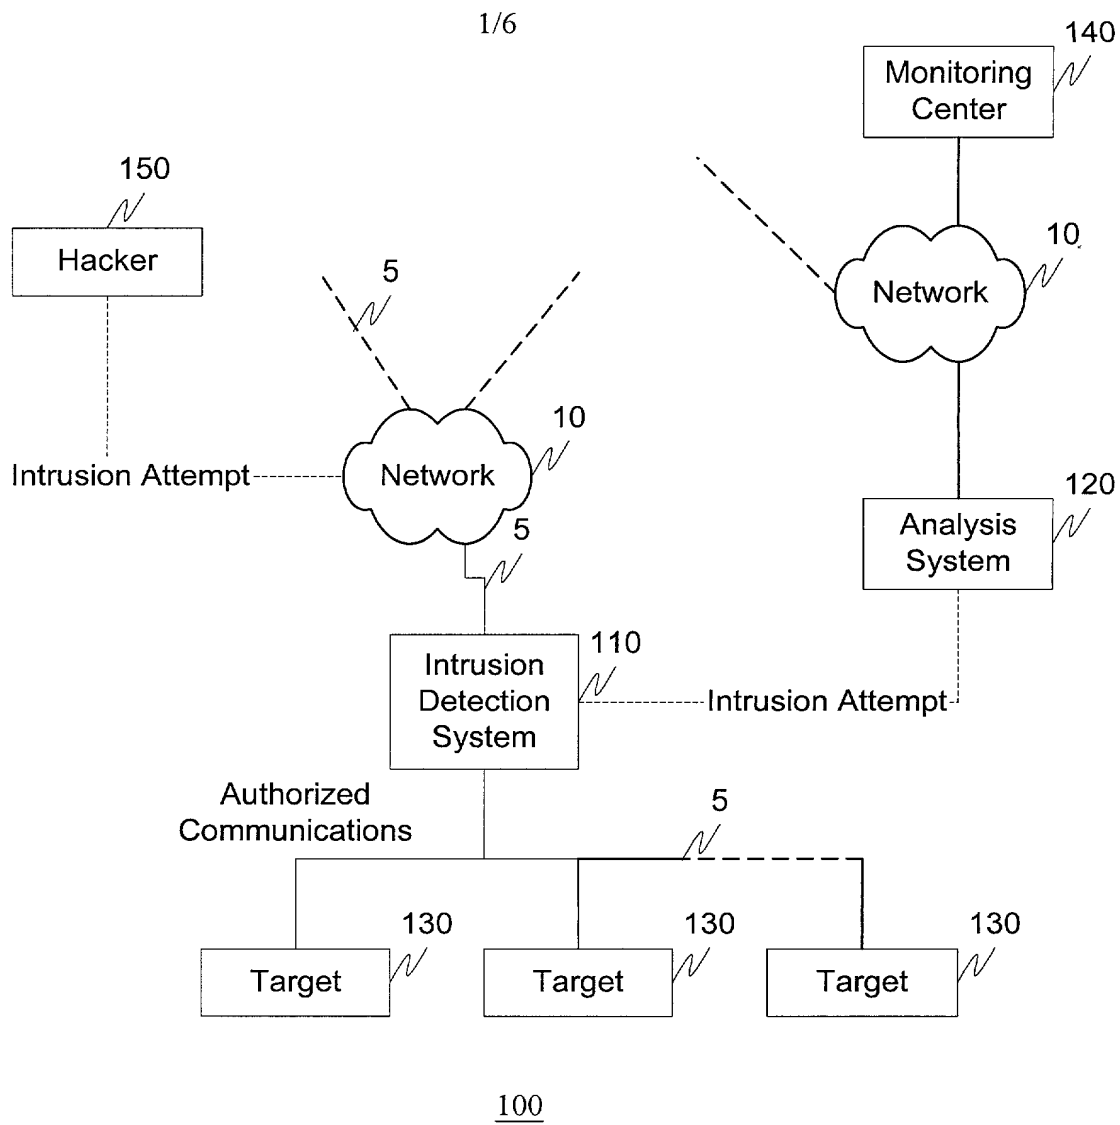 1/6
140
Monitoring
Center
150
Hacker
5
10
Network
10
Network
Intrusion Attempt
5
120
Analysis
System
110
Intrusion
Detection
System
Intrusion Attempt
Authorized
Communications
5
130
Target
130
Target
130
Target
100